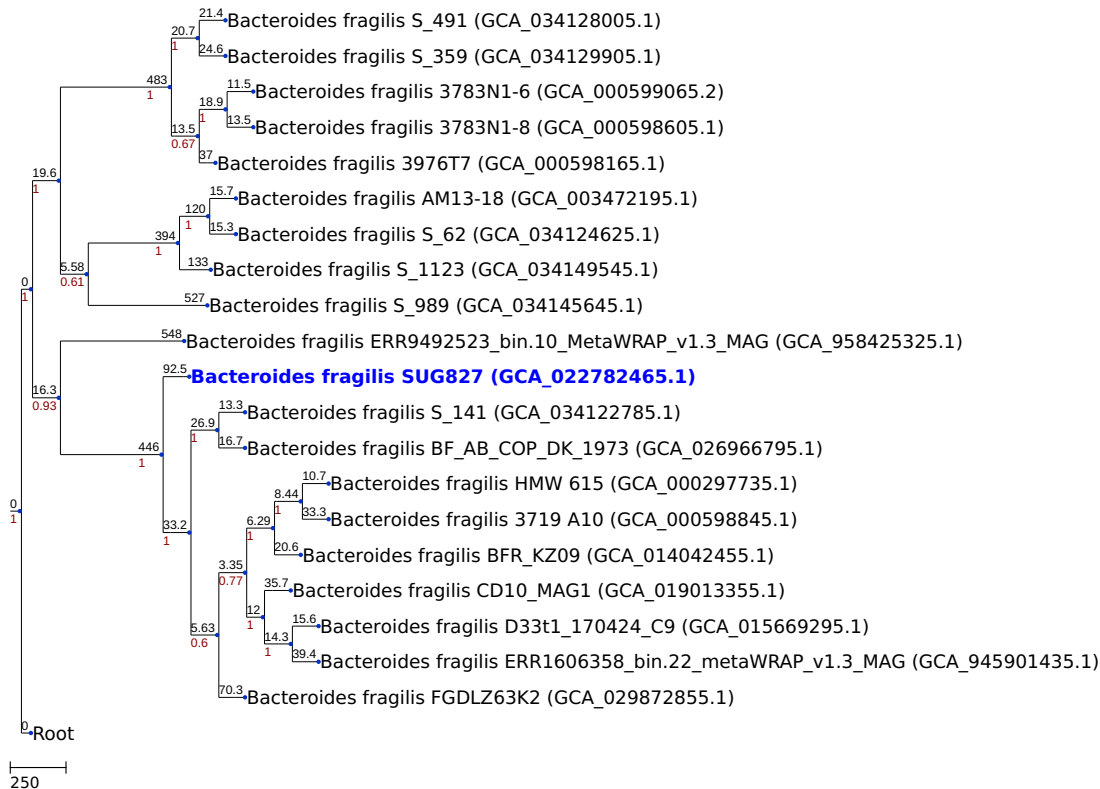 21.4
Bacteroides fragilis S_491 (GCA_034128005.1)
20.7
1
24.6
Bacteroides fragilis S_359 (GCA_034129905.1)
483
1
11.5
Bacteroides fragilis 3783N1-6 (GCA_000599065.2)
18.9
1
13.5
Bacteroides fragilis 3783N1-8 (GCA_000598605.1)
13.5
0.67
37
Bacteroides fragilis 3976T7 (GCA_000598165.1)
19.6
1
15.7
Bacteroides fragilis AM13-18 (GCA_003472195.1)
120
1
15.3
Bacteroides fragilis S_62 (GCA_034124625.1)
394
1
133
Bacteroides fragilis S_1123 (GCA_034149545.1)
5.58
0.61
527
Bacteroides fragilis S_989 (GCA_034145645.1)
0
1
548
Bacteroides fragilis ERR9492523_bin.10_MetaWRAP_v1.3_MAG (GCA_958425325.1)
16.3
0.93
92.5
Bacteroides fragilis SUG827 (GCA_022782465.1)
446
1
13.3
Bacteroides fragilis S_141 (GCA_034122785.1)
26.9
1
16.7
Bacteroides fragilis BF_AB_COP_DK_1973 (GCA_026966795.1)
33.2
1
10.7
Bacteroides fragilis HMW 615 (GCA_000297735.1)
8.44
1
33.3
Bacteroides fragilis 3719 A10 (GCA_000598845.1)
6.29
1
20.6
Bacteroides fragilis BFR_KZ09 (GCA_014042455.1)
3.35
0.77
35.7
Bacteroides fragilis CD10_MAG1 (GCA_019013355.1)
12
1
15.6
Bacteroides fragilis D33t1_170424_C9 (GCA_015669295.1)
14.3
1
39.4
Bacteroides fragilis ERR1606358_bin.22_metaWRAP_v1.3_MAG (GCA_945901435.1)
5.63
0.6
70.3
Bacteroides fragilis FGDLZ63K2 (GCA_029872855.1)
0
1
0
Root
250